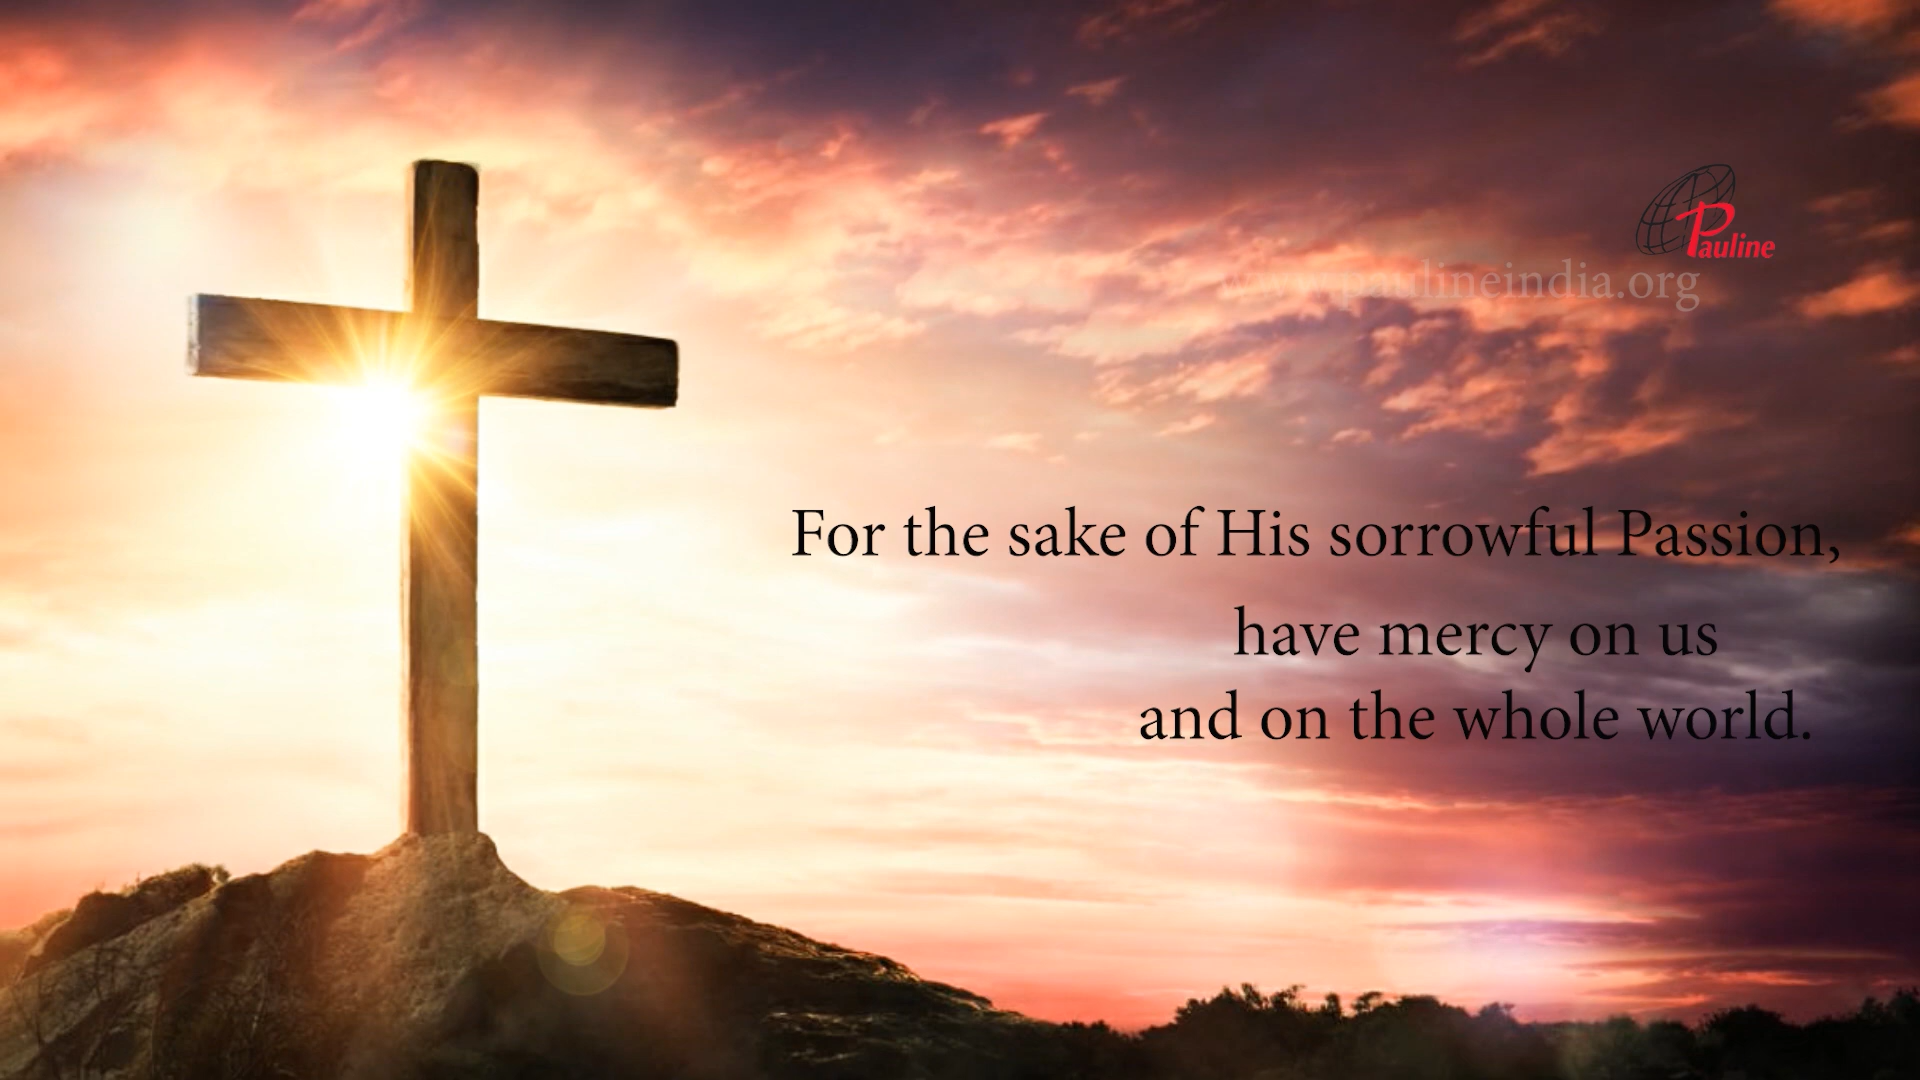 Pauline
www.paulineindia.org
For the sake of His sorrowful Passion,
have mercy on us
and on the whole world.